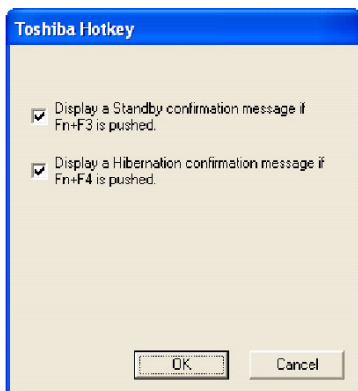 Toshiba Hotkey
Display a Standby confirmation message if
Fn+F3 is pushed.
Display a Hibernation confirmation message if
Fn+F4 is pushed.
OK
Cancel